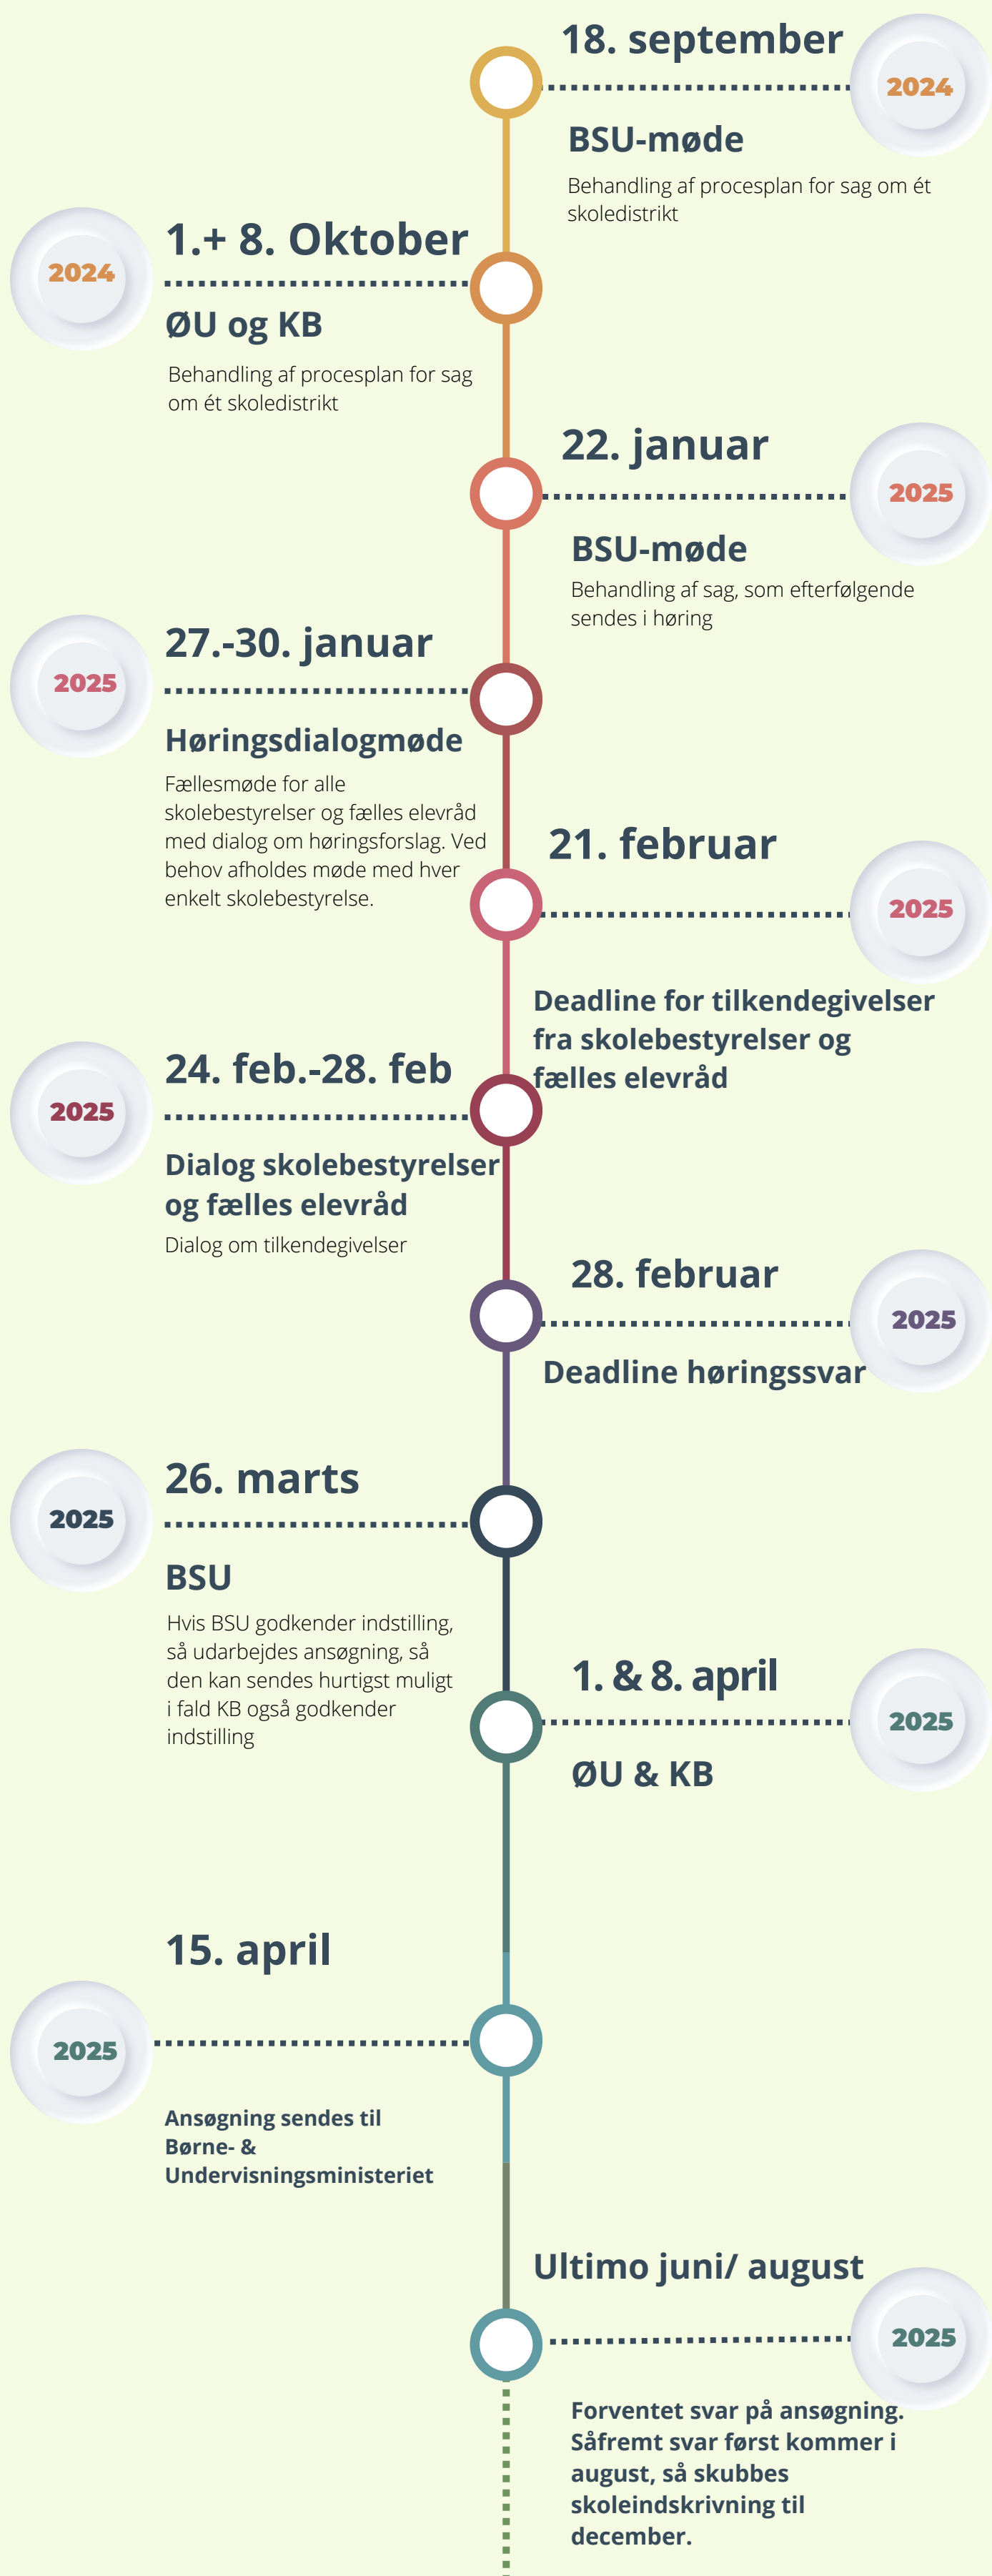 18. september
2024
BSU-møde
Behandling af procesplan for sag om ét
skoledistrikt
1.+ 8. Oktober
2024
ØU og KB
Behandling af procesplan for sag
om ét skoledistrikt
22. januar
2025
BSU-møde
Behandling af sag, som efterfølgende
sendes i høring
27.-30. januar
2025
Høringsdialogmøde
Fællesmøde for alle
skolebestyrelser og fælles elevråd
med dialog om høringsforslag. Ved
behov afholdes møde med hver
enkelt skolebestyrelse.
21. februar
2025
Deadline for tilkendegivelser
fra skolebestyrelser og
fælles elevråd
24. feb.-28. feb
2025
Dialog skolebestyrelser
og fælles elevråd
Dialog om tilkendegivelser
28. februar
2025
Deadline høringssvar
26. marts
2025
BSU
Hvis BSU godkender indstilling,
så udarbejdes ansøgning, så
den kan sendes hurtigst muligt
i fald KB også godkender
indstilling
1. & 8. april
2025
ØU & KB
15. april
2025
Ansøgning sendes til
Børne- &
Undervisningsministeriet
Ultimo juni/ august
2025
Forventet svar på ansøgning.
Såfremt svar først kommer i
august, så skubbes
skoleindskrivning til
december.